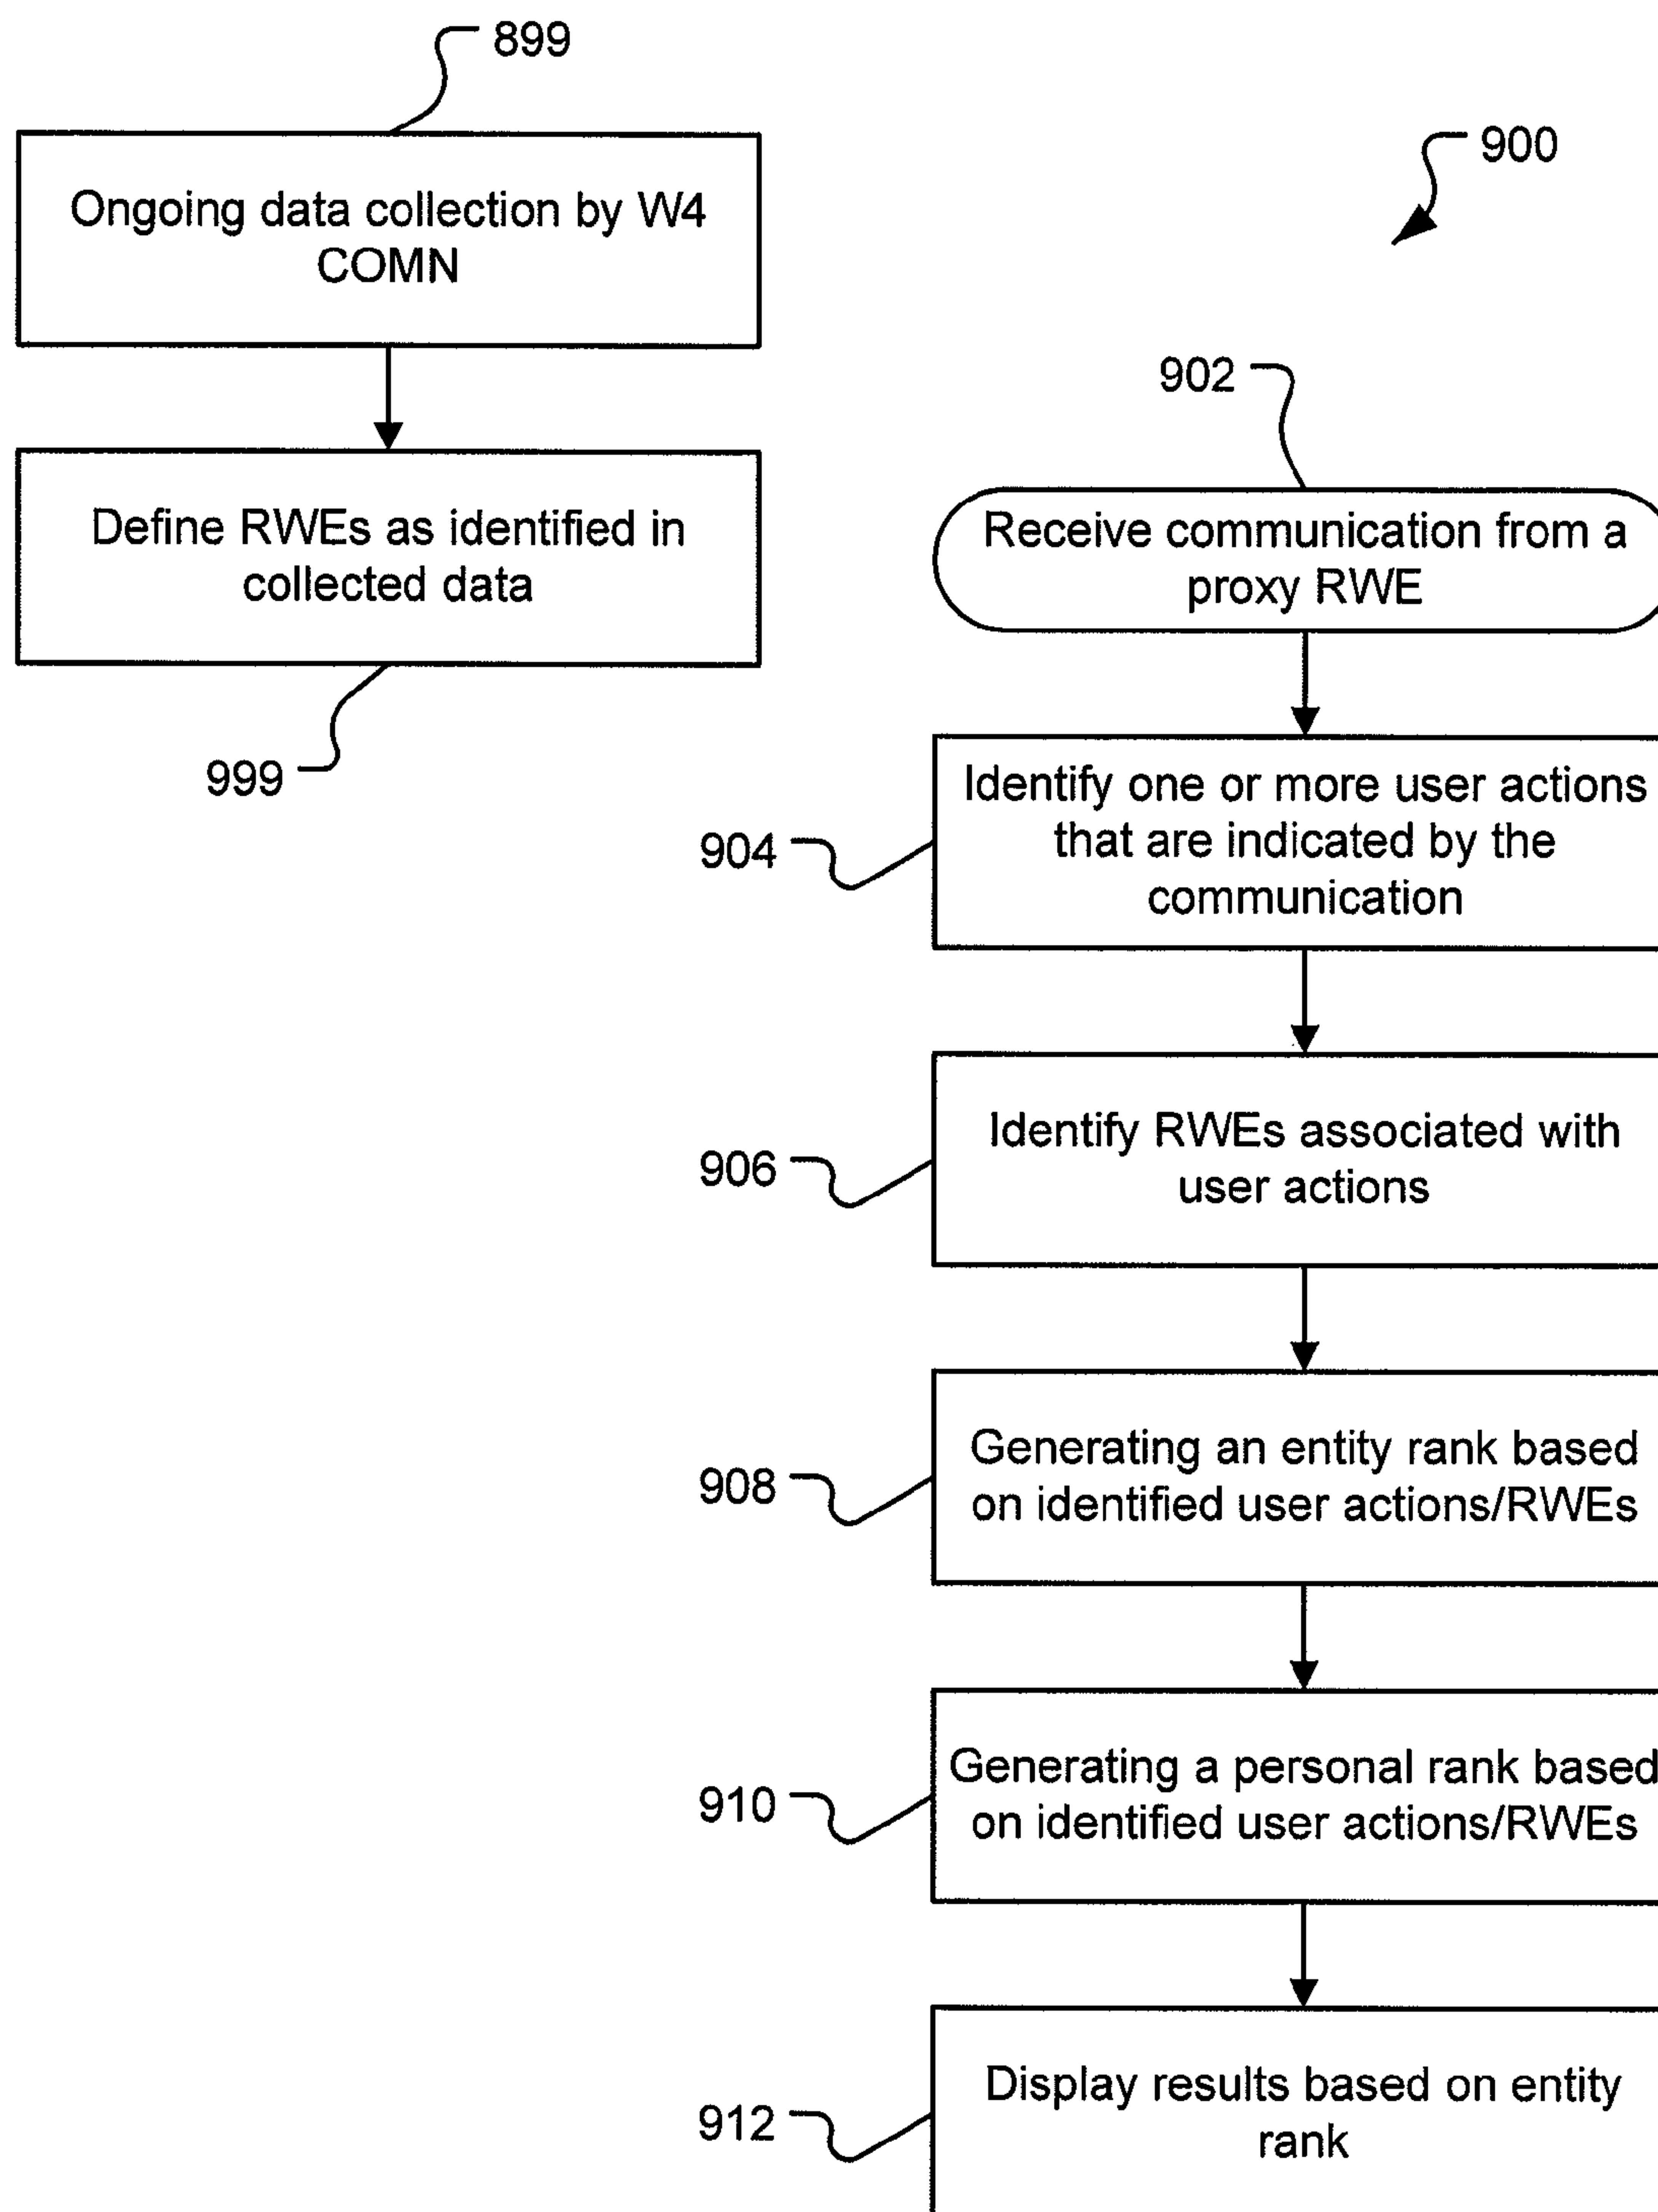 899
Ongoing data collection by W4
COMN
Define RWEs as identified in
collected data
999
900
902
Receive communication from a
proxy RWE
904
Identify one or more user actions
that are indicated by the
communication
906
Identify RWEs associated with
user actions
908
Generating an entity rank based
on identified user actions/RWEs
910
Generating a personal rank based
on identified user actions/RWEs
912
Display results based on entity
rank